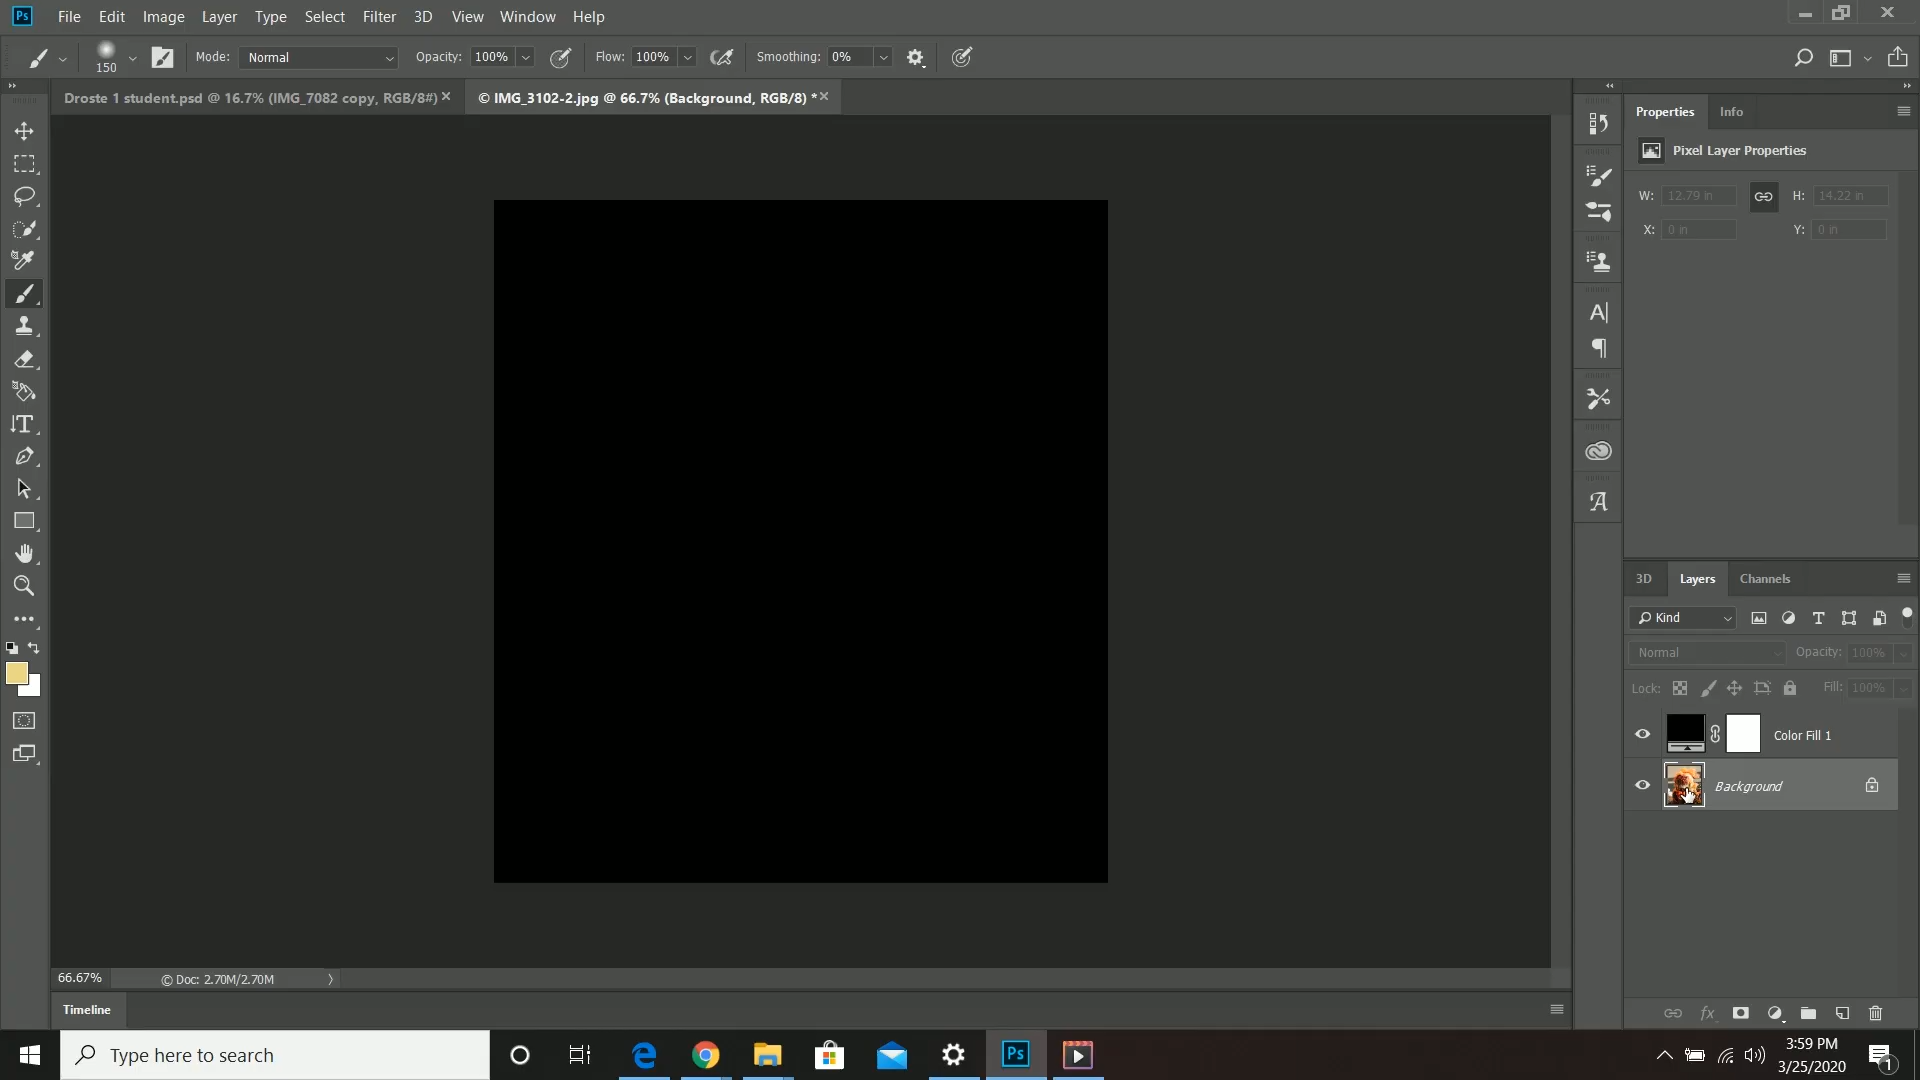 Ps File Edit Image Layer Type Select Filter 3D View Window Help
150 Mode: Normal Opacity: 100% Flow: 100% Smoothing: 0%
Droste 1 student.psd @ 16.7% (IMG_7082 copy, RGB/8#) × © IMG_3102-2.jpg @ 66.7% (Background, RGB/8) * ×
Properties Info
Pixel Layer Properties
W: 12.79 in H: 14.22 in
X: 0 in Y: 0 in
3D Layers Channels
Kind
Normal Opacity: 100%
Lock: Fill: 100%
Color Fill 1
Background
fx
66.67% © Doc: 2.70M/2.70M
Timeline
Type here to search
Ps
3:59 PM
3/25/2020
1